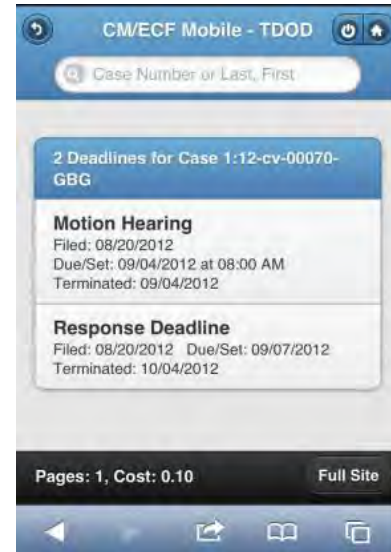 CM/ECF Mobile - TDOD
Case Number or Last, First
2 Deadlines for Case 1:12-cv-00070-
GBG
Motion Hearing
Filed: 08/20/2012
Due/Set: 09/04/2012 at 08:00 AM
Terminated: 09/04/2012
Response Deadline
Filed: 08/20/2012 Due/Set: 09/07/2012
Terminated: 10/04/2012
Pages: 1, Cost: 0.10 Full Site